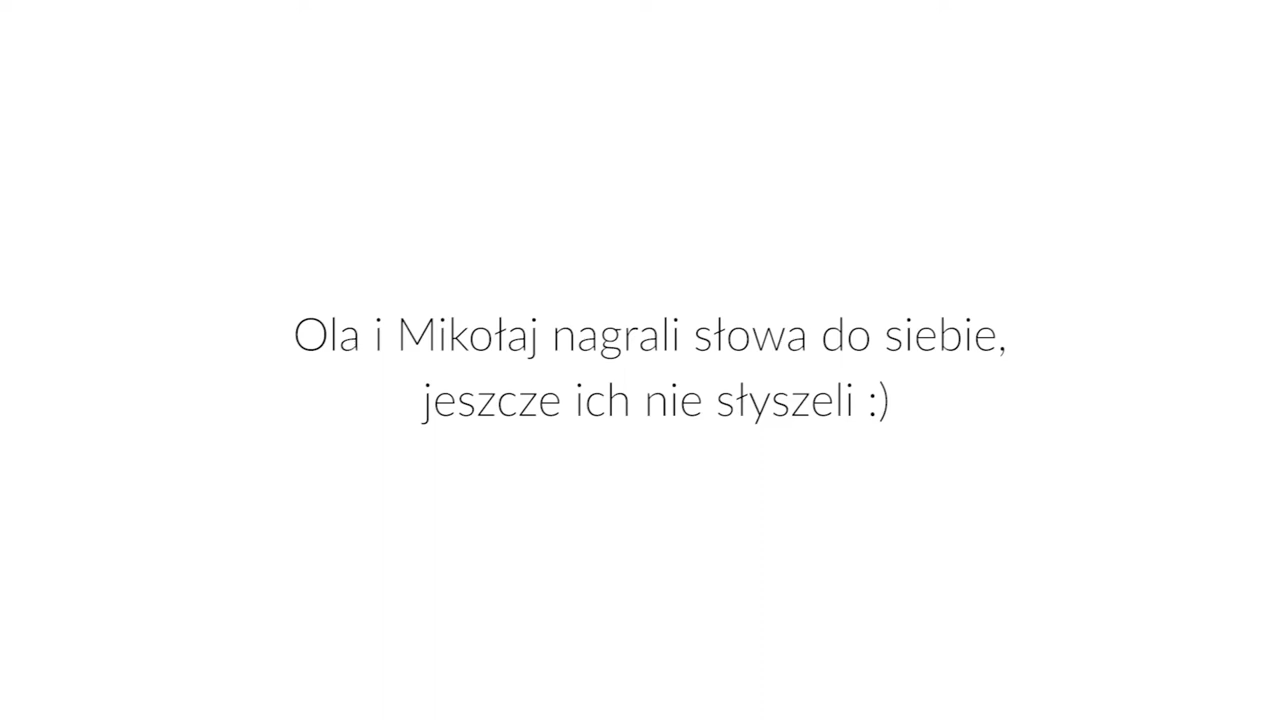 Ola i Mikołaj nagrali słowa do siebie,
jeszcze ich nie słyszeli :)